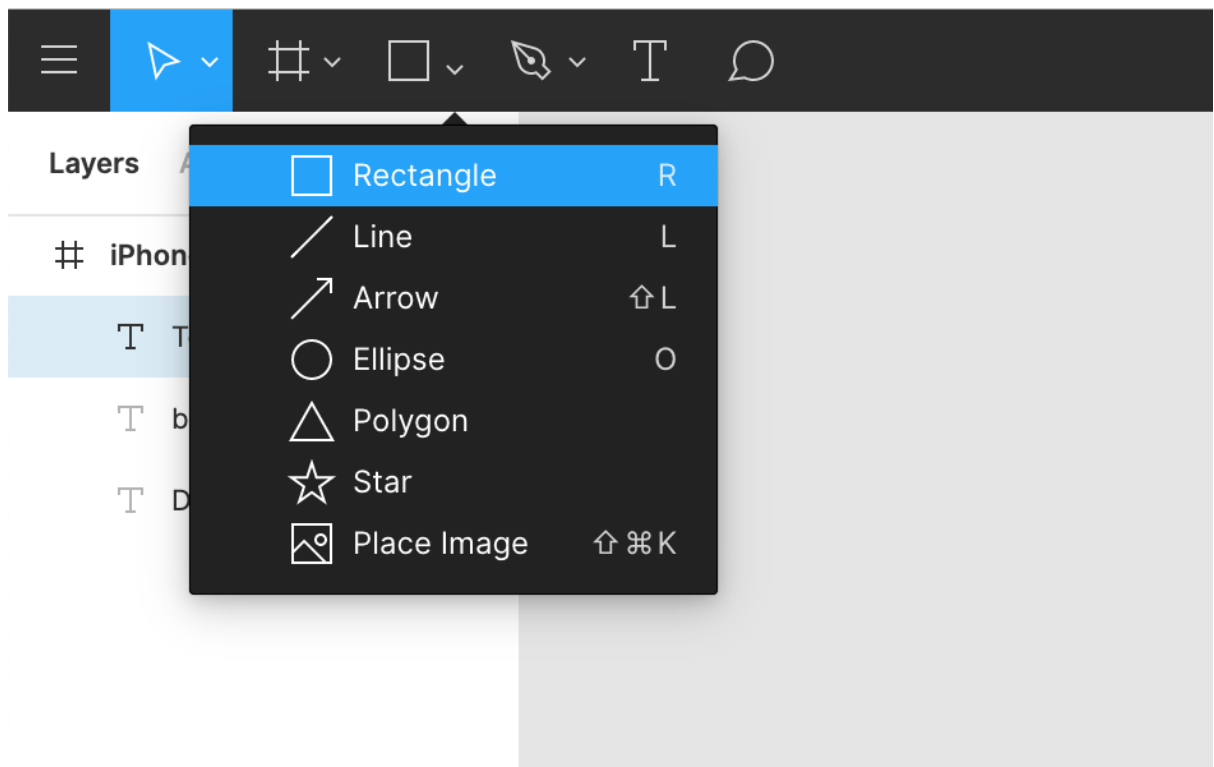 Layers
Rectangle R
iPhon
Line L
Arrow ⇧L
Ellipse O
Polygon
Star
Place Image ⇧⌘K